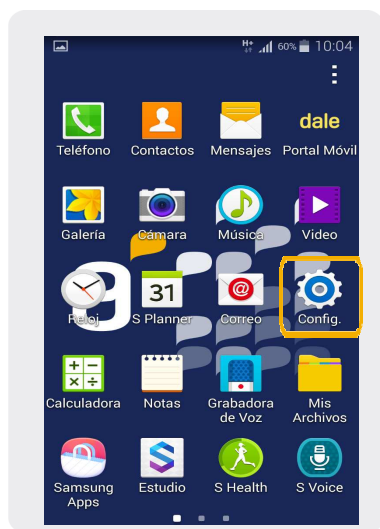 H+ 60% 10:04
dale
Teléfono Contactos Mensajes Portal Móvil
Galería Cámara Música Video
31
@
Reloj S Planner Correo Config.
Calculadora Notas Grabadora de Voz Mis Archivos
Samsung Apps Estudio S Health S Voice